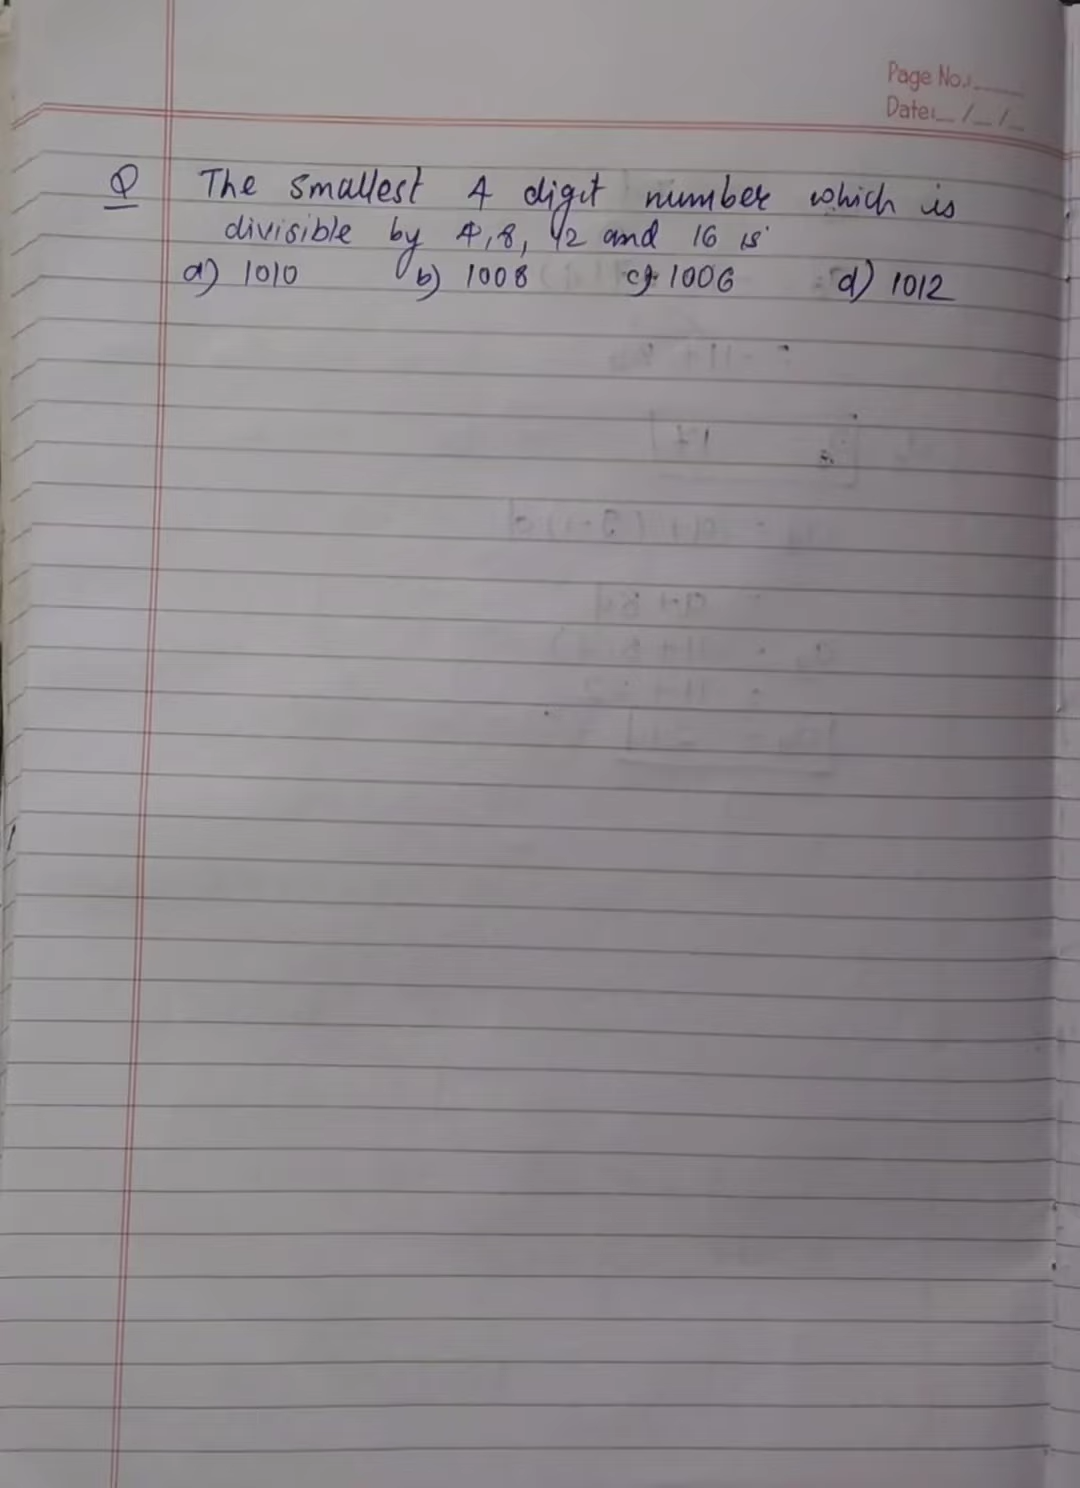 Page No.:
Date: / /
Q The smallest 4 digit number which is
divisible by 4, 8, 12 and 16 is
a) 1010 b) 1008 c) 1006 d) 1012